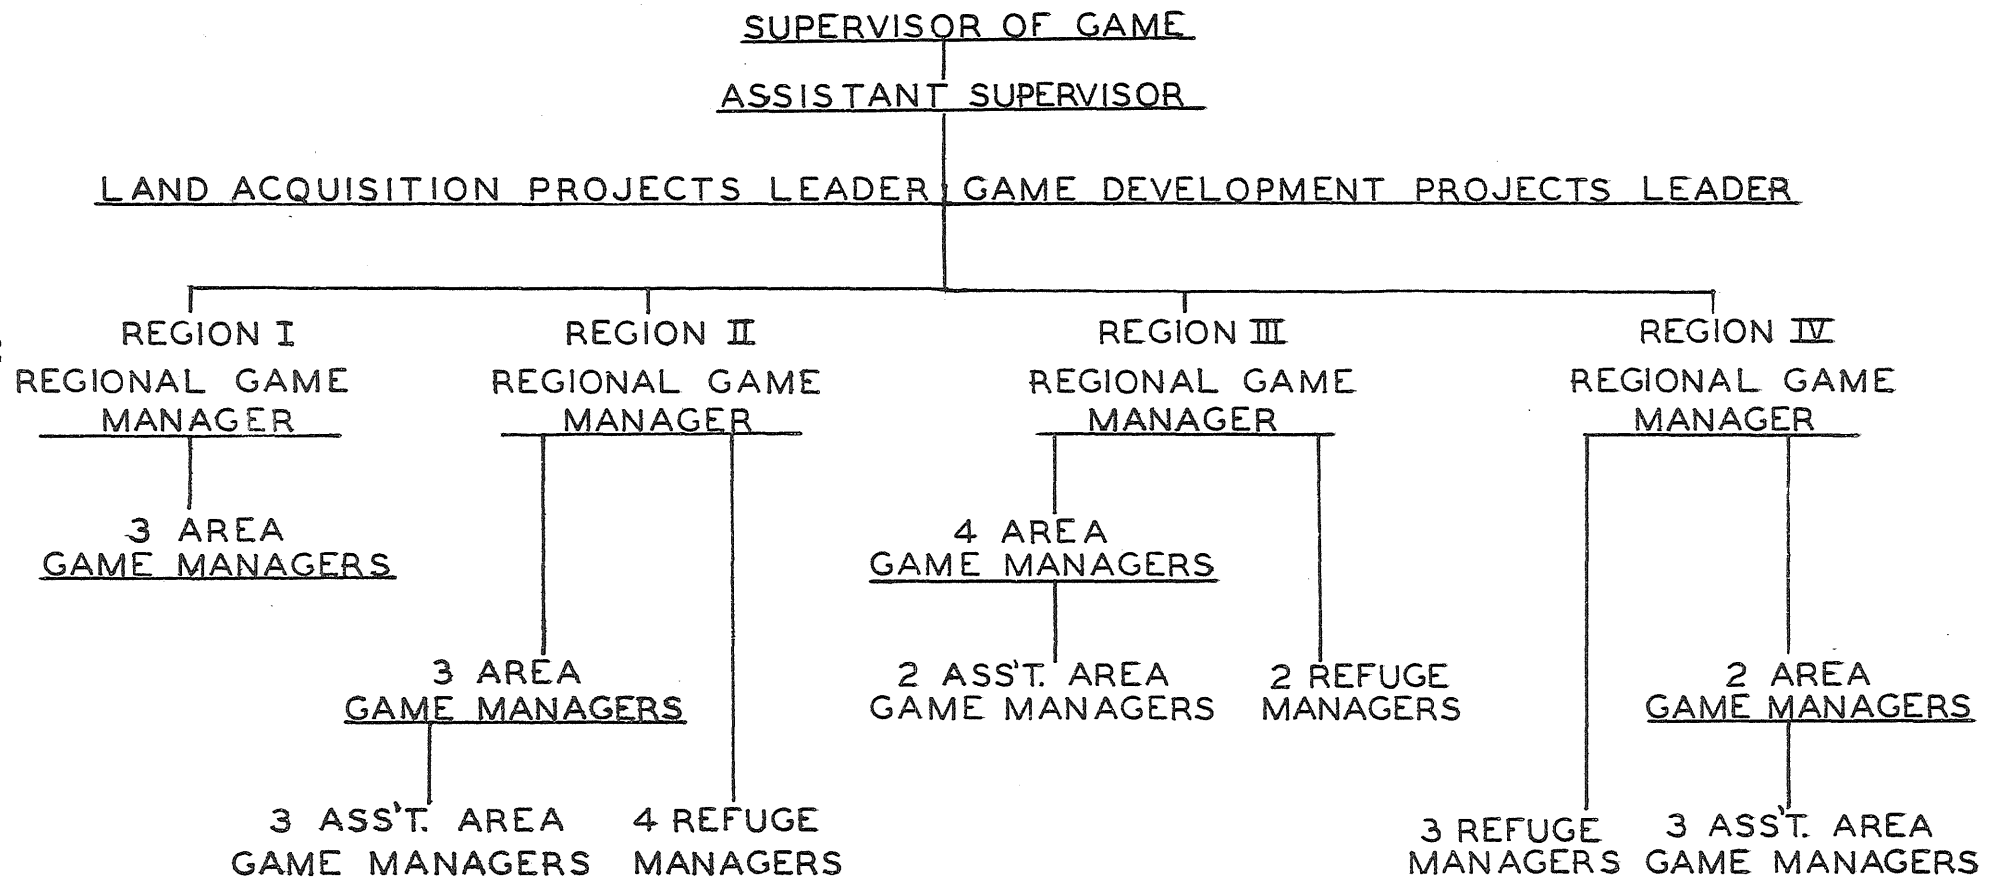 SUPERVISOR OF GAME
ASSISTANT SUPERVISOR
LAND ACQUISITION PROJECTS LEADER GAME DEVELOPMENT PROJECTS LEADER
REGION I
REGIONAL GAME
MANAGER
3 AREA
GAME MANAGERS
REGION II
REGIONAL GAME
MANAGER
3 AREA
GAME MANAGERS
3 ASS'T. AREA
GAME MANAGERS
4 REFUGE
MANAGERS
REGION III
REGIONAL GAME
MANAGER
4 AREA
GAME MANAGERS
2 ASS'T. AREA
GAME MANAGERS
2 REFUGE
MANAGERS
REGION IV
REGIONAL GAME
MANAGER
3 REFUGE
MANAGERS
2 AREA
GAME MANAGERS
3 ASS'T. AREA
GAME MANAGERS